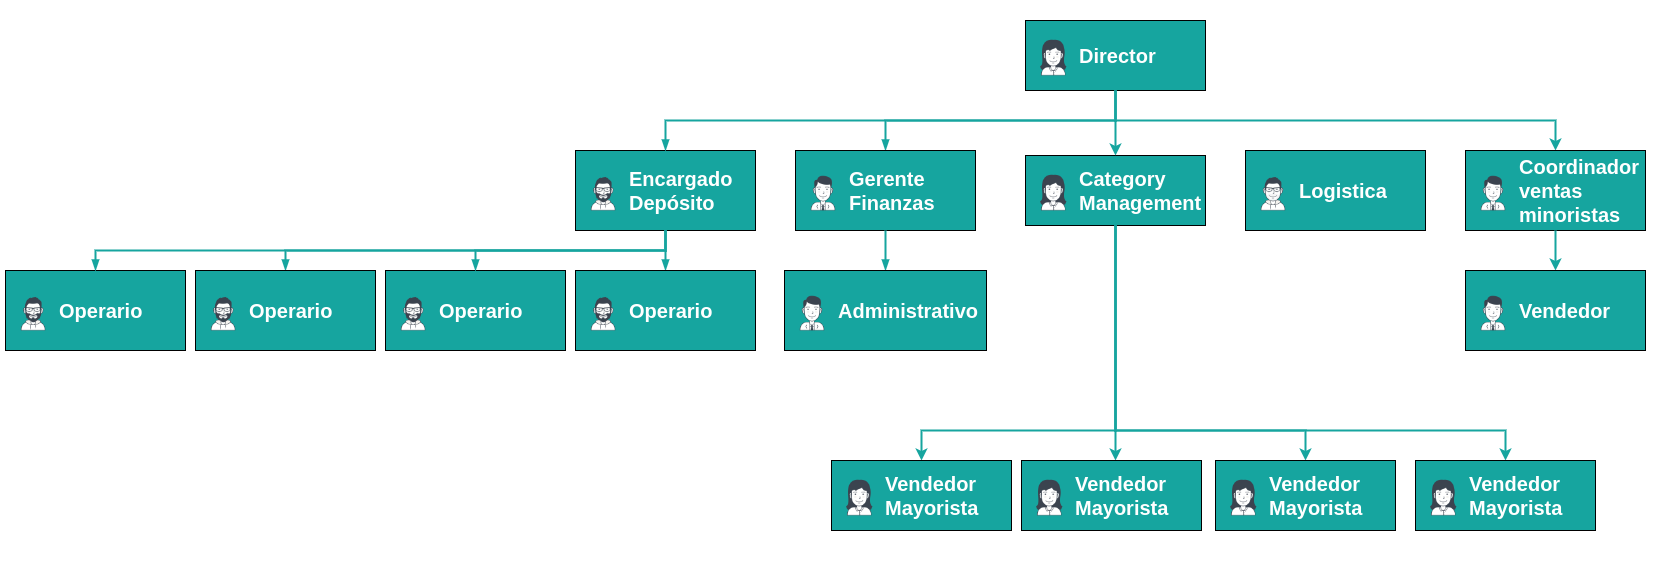 Director
Encargado
Depósito
Gerente
Finanzas
Category
Management
Logistica
Coordinador
ventas
minoristas
Operario
Operario
Operario
Operario
Administrativo
Vendedor
Vendedor
Mayorista
Vendedor
Mayorista
Vendedor
Mayorista
Vendedor
Mayorista